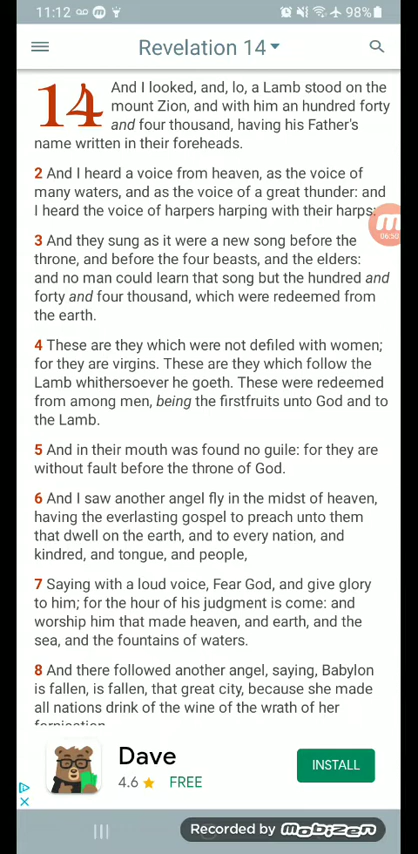 11:12 98%
Revelation 14
14 And I looked, and, lo, a Lamb stood on the
mount Zion, and with him an hundred forty
and four thousand, having his Father's
name written in their foreheads.
2 And I heard a voice from heaven, as the voice of
many waters, and as the voice of a great thunder: and
I heard the voice of harpers harping with their harps:
06:50
3 And they sung as it were a new song before the
throne, and before the four beasts, and the elders:
and no man could learn that song but the hundred and
forty and four thousand, which were redeemed from
the earth.
4 These are they which were not defiled with women;
for they are virgins. These are they which follow the
Lamb whithersoever he goeth. These were redeemed
from among men, being the firstfruits unto God and to
the Lamb.
5 And in their mouth was found no guile: for they are
without fault before the throne of God.
6 And I saw another angel fly in the midst of heaven,
having the everlasting gospel to preach unto them
that dwell on the earth, and to every nation, and
kindred, and tongue, and people,
7 Saying with a loud voice, Fear God, and give glory
to him; for the hour of his judgment is come: and
worship him that made heaven, and earth, and the
sea, and the fountains of waters.
8 And there followed another angel, saying, Babylon
is fallen, is fallen, that great city, because she made
all nations drink of the wine of the wrath of her
Dave
4.6 FREE
INSTALL
Recorded by mobizen